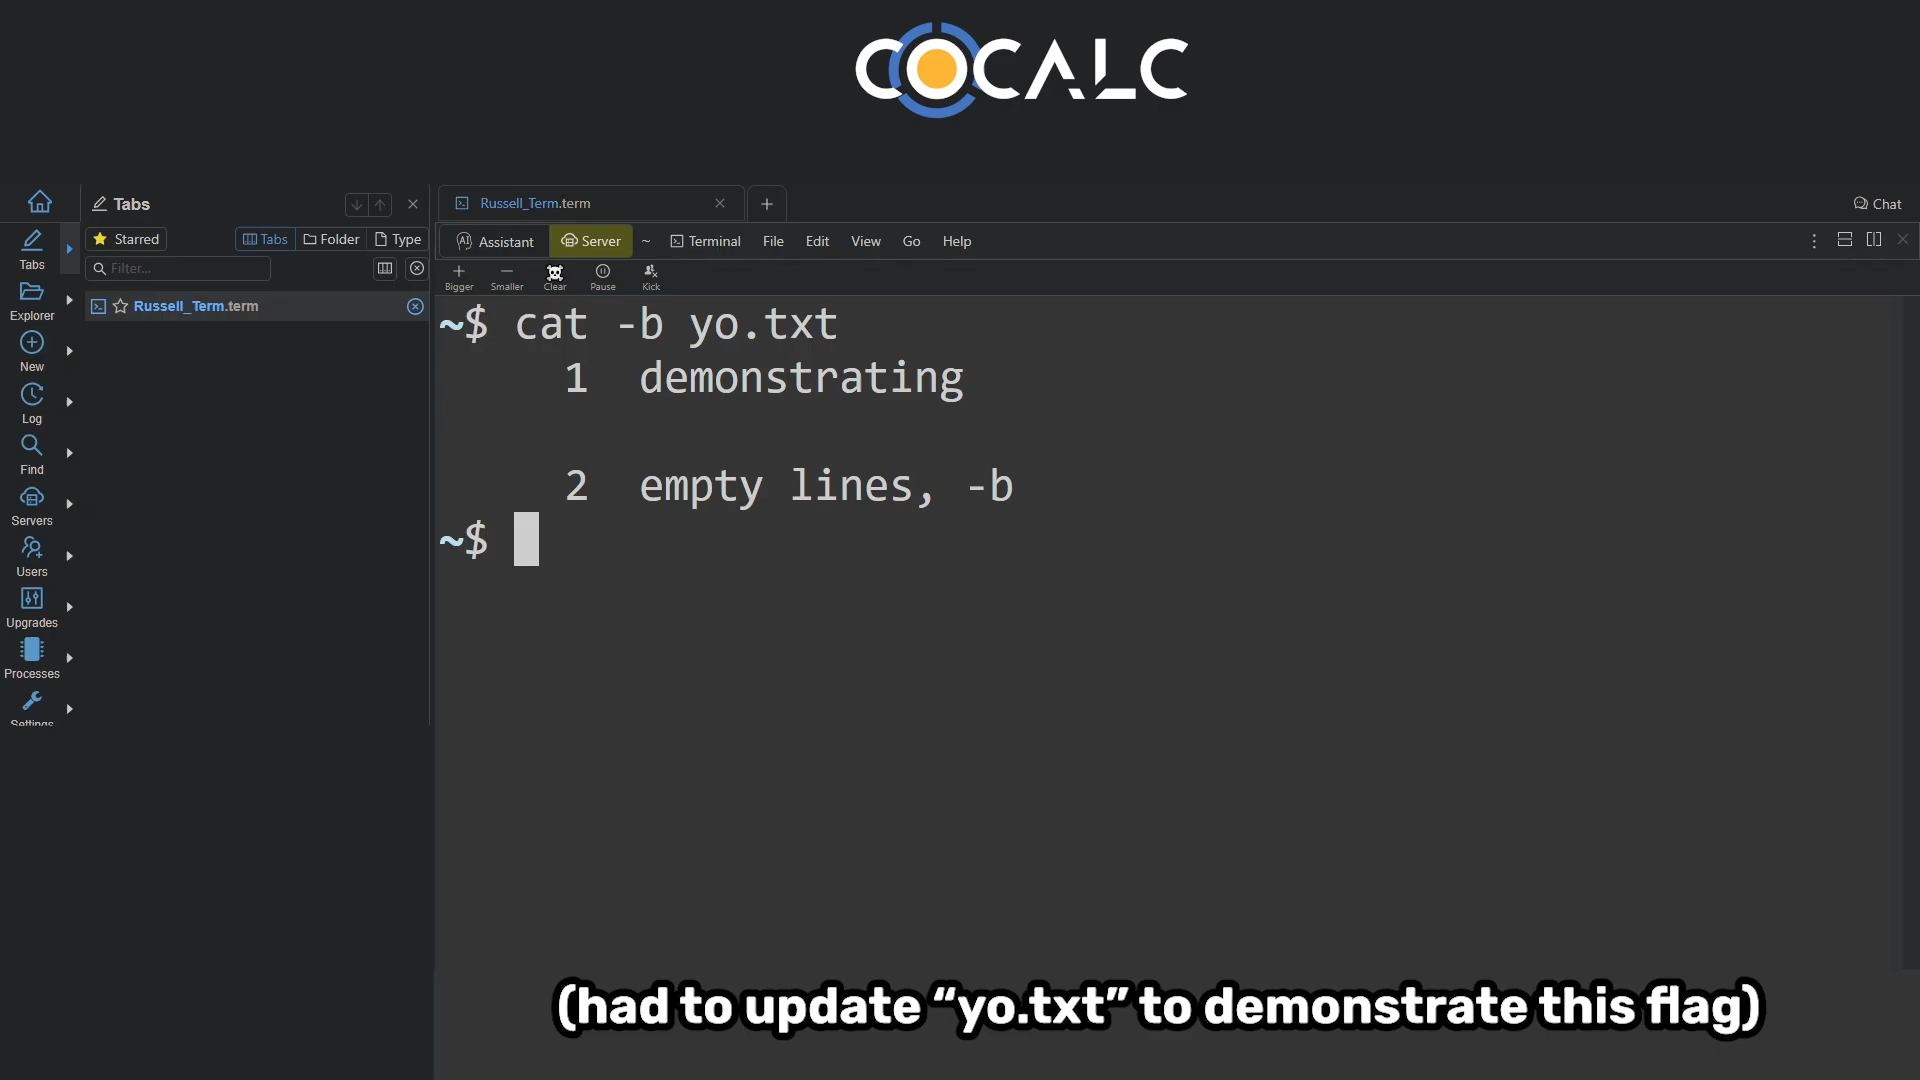 COCALC
Tabs
Russell_Term.term
Chat
Tabs
Starred
Tabs
Folder
Type
Assistant
Server
~
Terminal
File
Edit
View
Go
Help
Filter...
Bigger
Smaller
Clear
Pause
Kick
Explorer
Russell_Term.term
New
Log
Find
Servers
Users
Upgrades
Processes
Settings
~$ cat -b yo.txt
1 demonstrating
2 empty lines, -b
~$
(had to update “yo.txt” to demonstrate this flag)